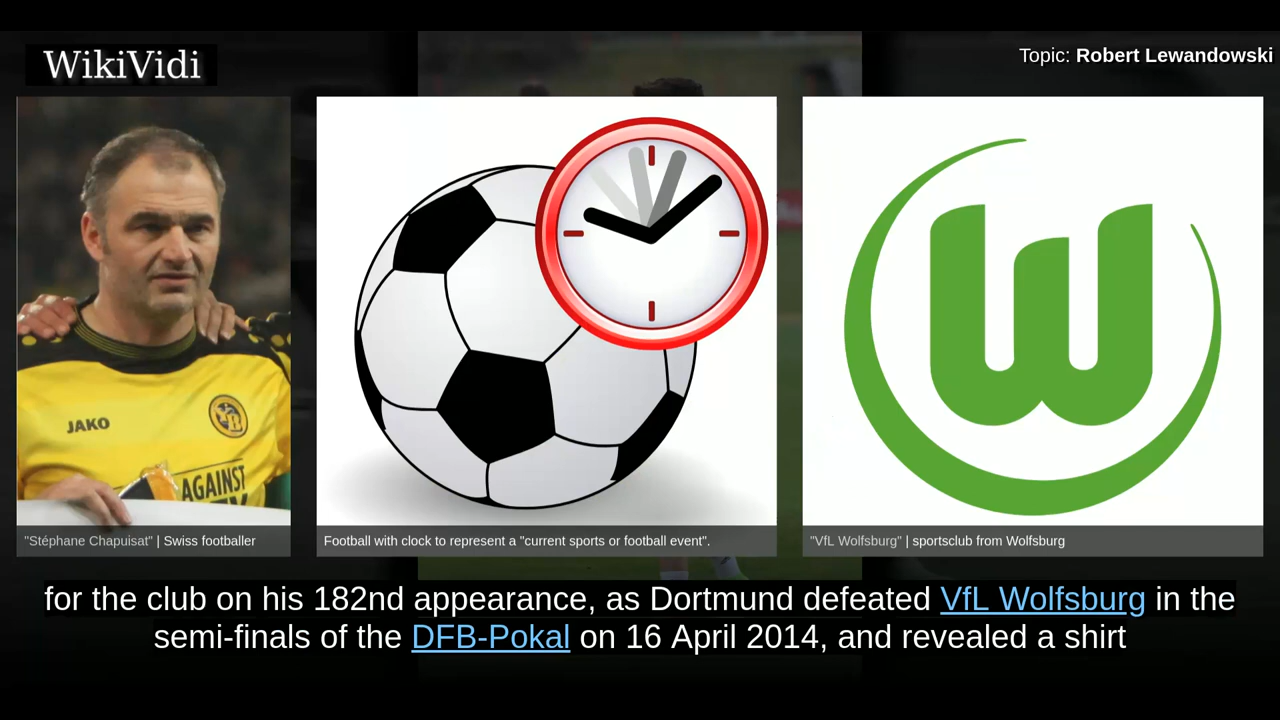 WikiVidi
Topic: Robert Lewandowski
JAKO
YB
AGAINST
"Stéphane Chapuisat" | Swiss footballer
Football with clock to represent a "current sports or football event".
"VfL Wolfsburg" | sportsclub from Wolfsburg
for the club on his 182nd appearance, as Dortmund defeated VfL Wolfsburg in the
semi-finals of the DFB-Pokal on 16 April 2014, and revealed a shirt